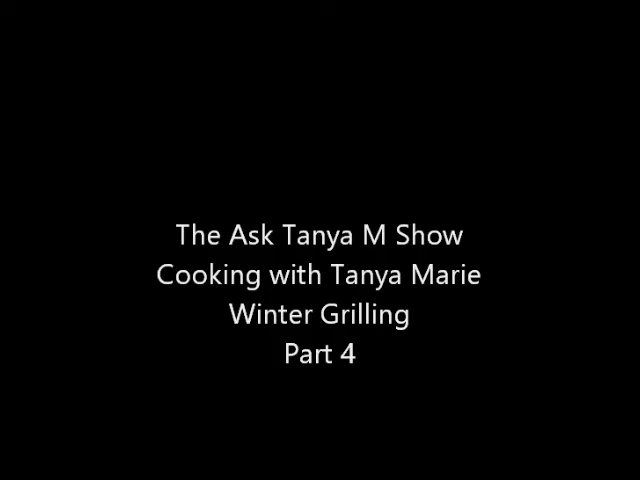 The Ask Tanya M Show
Cooking with Tanya Marie
Winter Grilling
Part 4